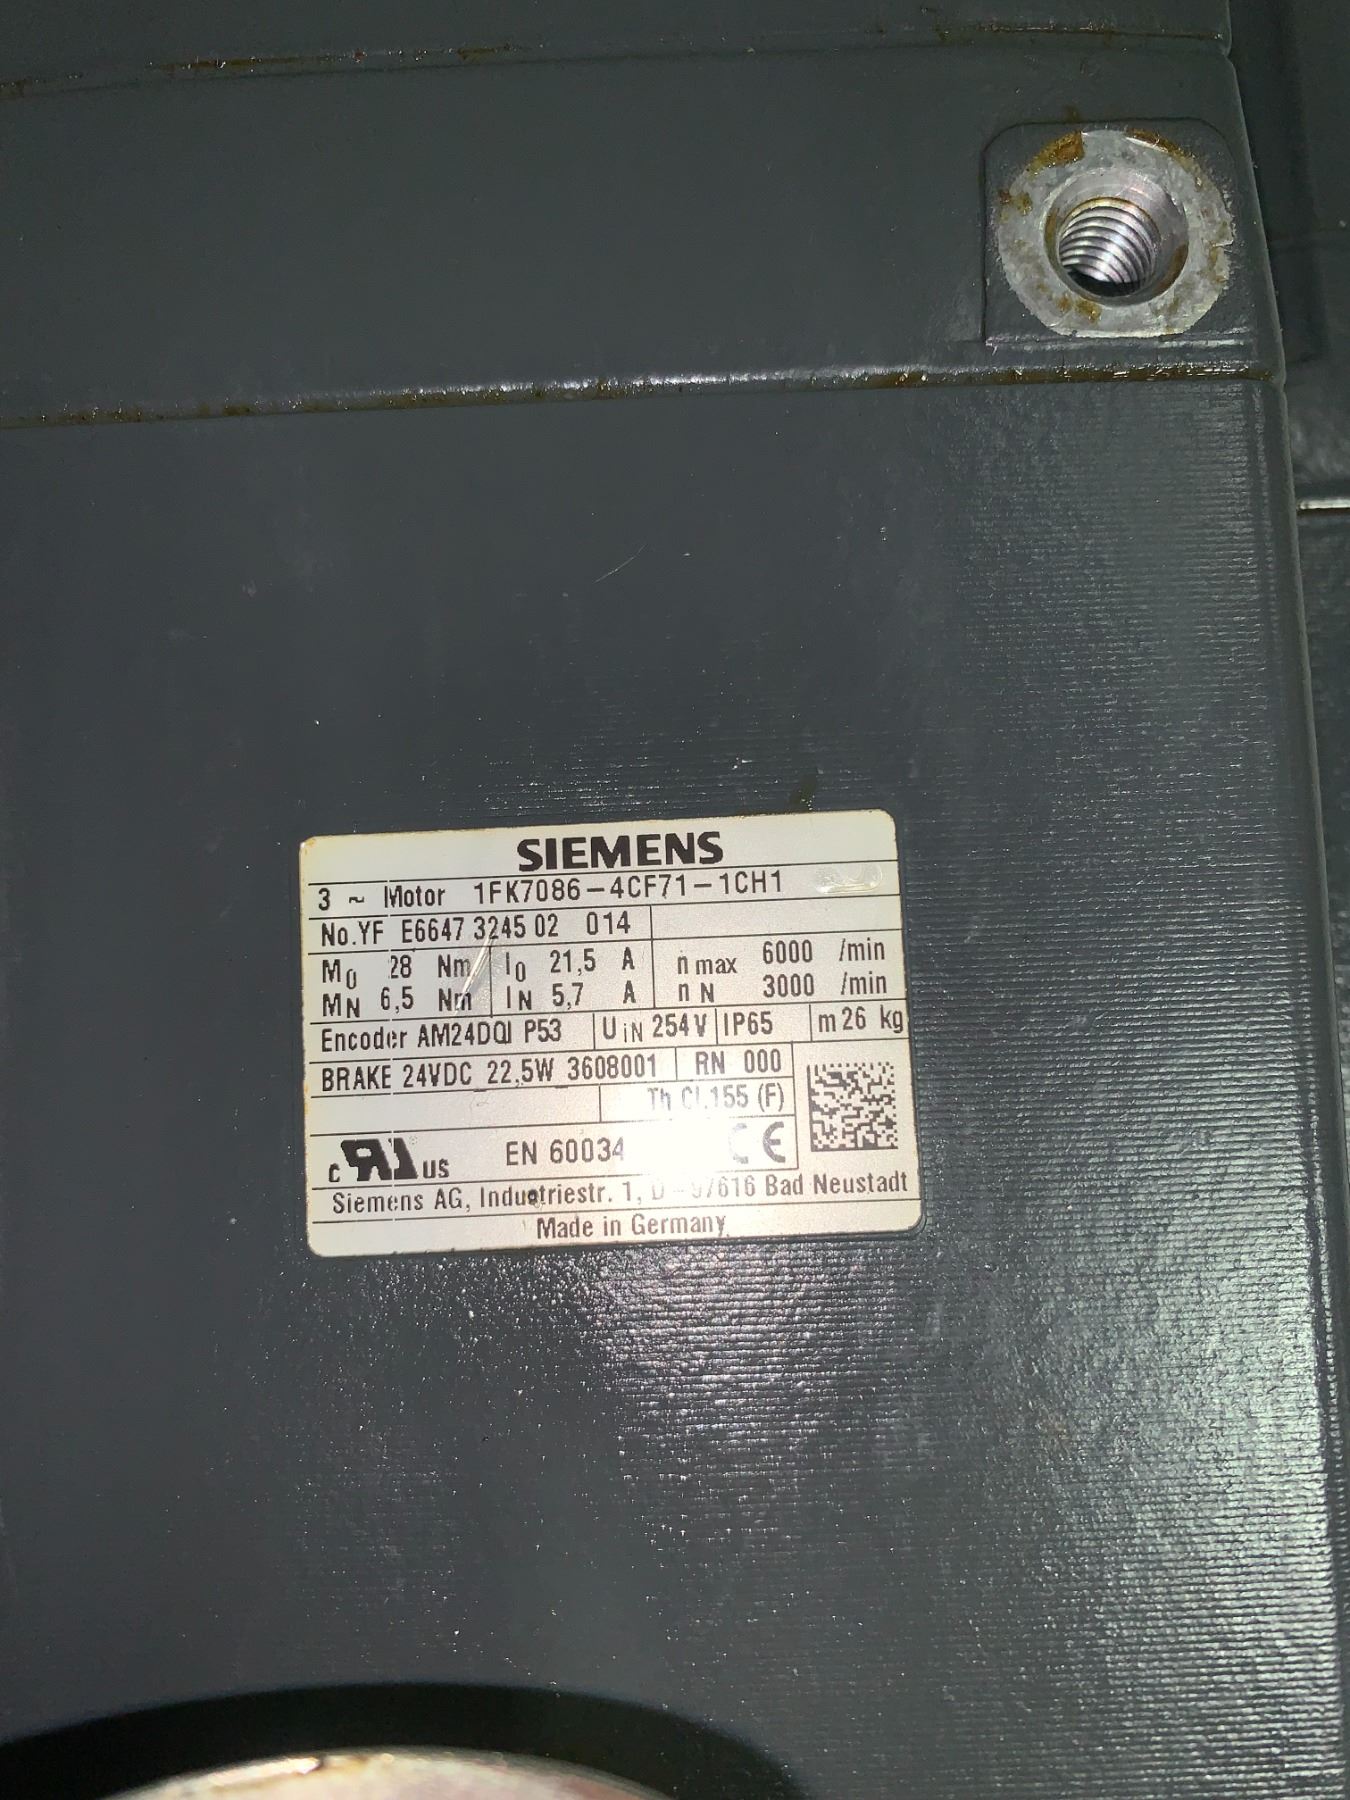 SIEMENS
3 ~ Motor 1FK7086-4CF71-1CH1
No.YF E6647 3245 02 014
M0 28 Nm I0 21,5 A n max 6000 /min
MN 6,5 Nm IN 5,7 A n N 3000 /min
Encoder AM24DQI P53 UIN 254 V IP65 m 26 kg
BRAKE 24VDC 22,5W 3608001 RN 000
Th Cl.155 (F)
c us EN 60034 CE
Siemens AG, Industriestr. 1, D-97616 Bad Neustadt
Made in Germany